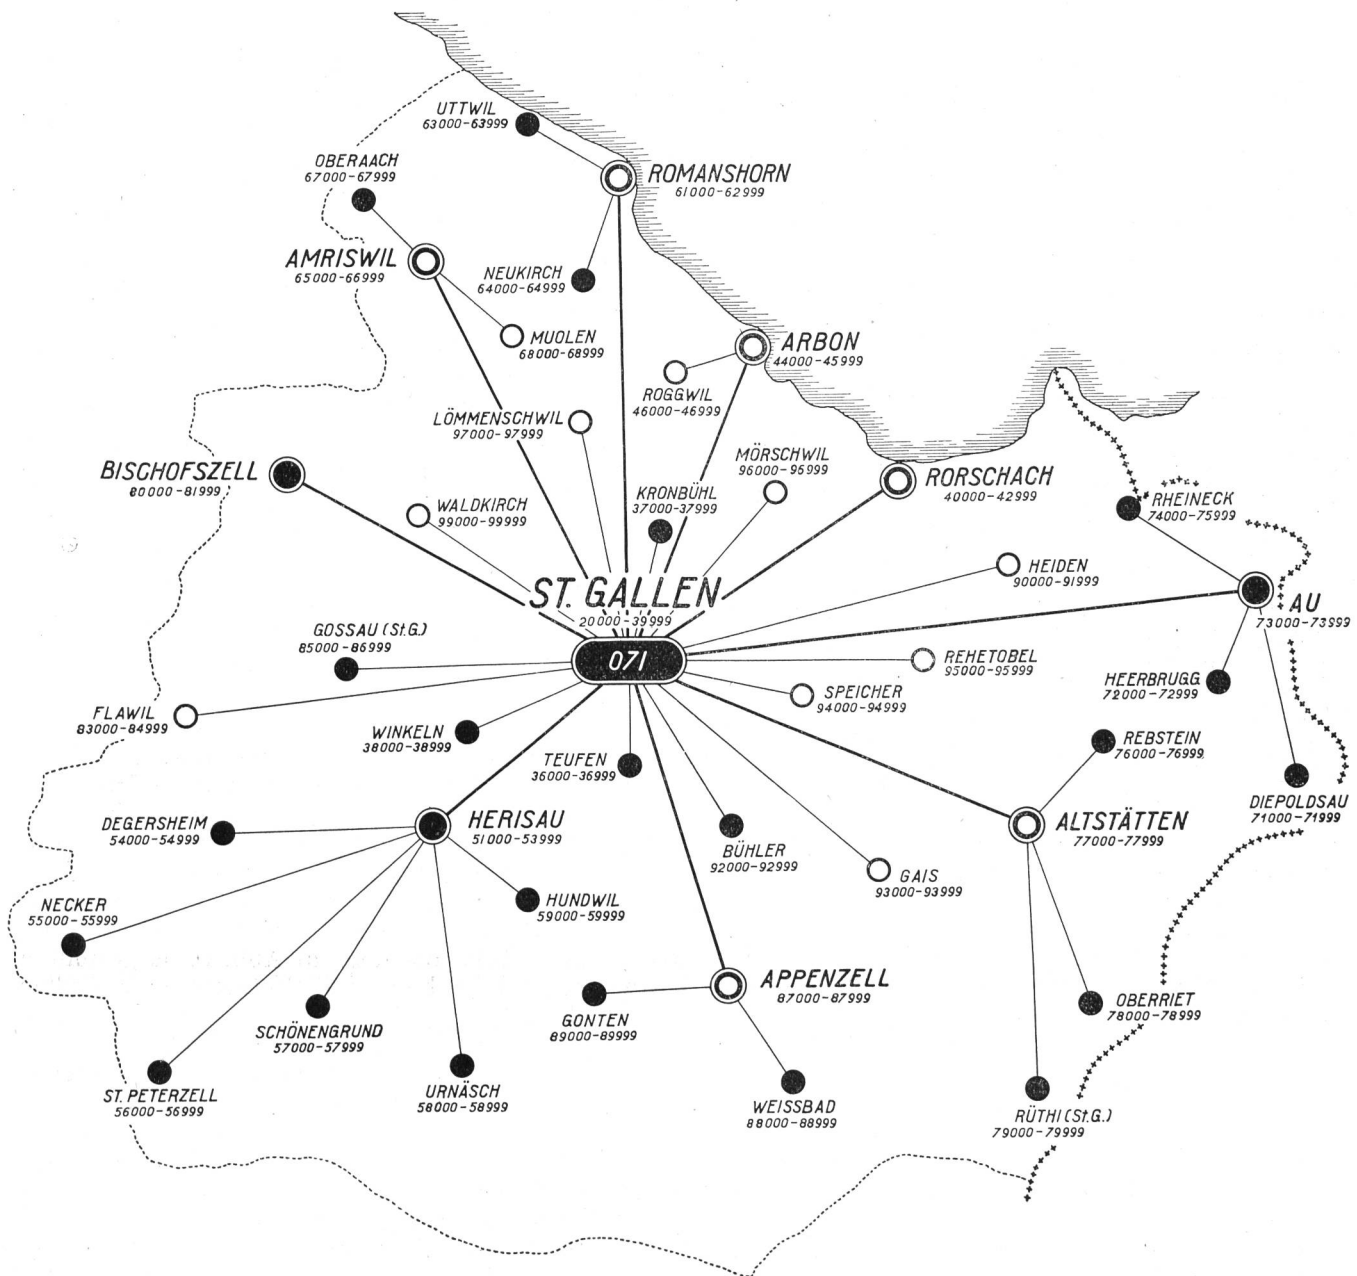 UTTWIL
63000-63999
OBERAACH
67000-67999
ROMANSHORN
61000-62999
AMRISWIL
65000-66999
NEUKIRCH
64000-64999
MUOLEN
68000-68999
ARBON
44000-45999
ROGGWIL
46000-46999
LÖMMENSCHWIL
97000-97999
MÖRSCHWIL
96000-96999
BISCHOFSZELL
80000-81999
RORSCHACH
40000-42999
KRONBÜHL
37000-37999
WALDKIRCH
99000-99999
RHEINECK
74000-75999
HEIDEN
90000-91999
ST. GALLEN
20000-39999
AU
73000-73999
GOSSAU (St.G.)
85000-86999
071
REHETOBEL
95000-95999
HEERBRUGG
72000-72999
SPEICHER
94000-94999
FLAWIL
83000-84999
WINKELN
38000-38999
REBSTEIN
76000-76999
TEUFEN
36000-36999
DIEPOLDSAU
71000-71999
DEGERSHEIM
54000-54999
HERISAU
51000-53999
ALTSTÄTTEN
77000-77999
BÜHLER
92000-92999
GAIS
93000-93999
NECKER
55000-55999
HUNDWIL
59000-59999
APPENZELL
87000-87999
OBERRIET
78000-78999
GONTEN
89000-89999
SCHÖNENGRUND
57000-57999
ST. PETERZELL
56000-56999
URNÄSCH
58000-58999
WEISSBAD
88000-88999
RÜTHI (St.G.)
79000-79999